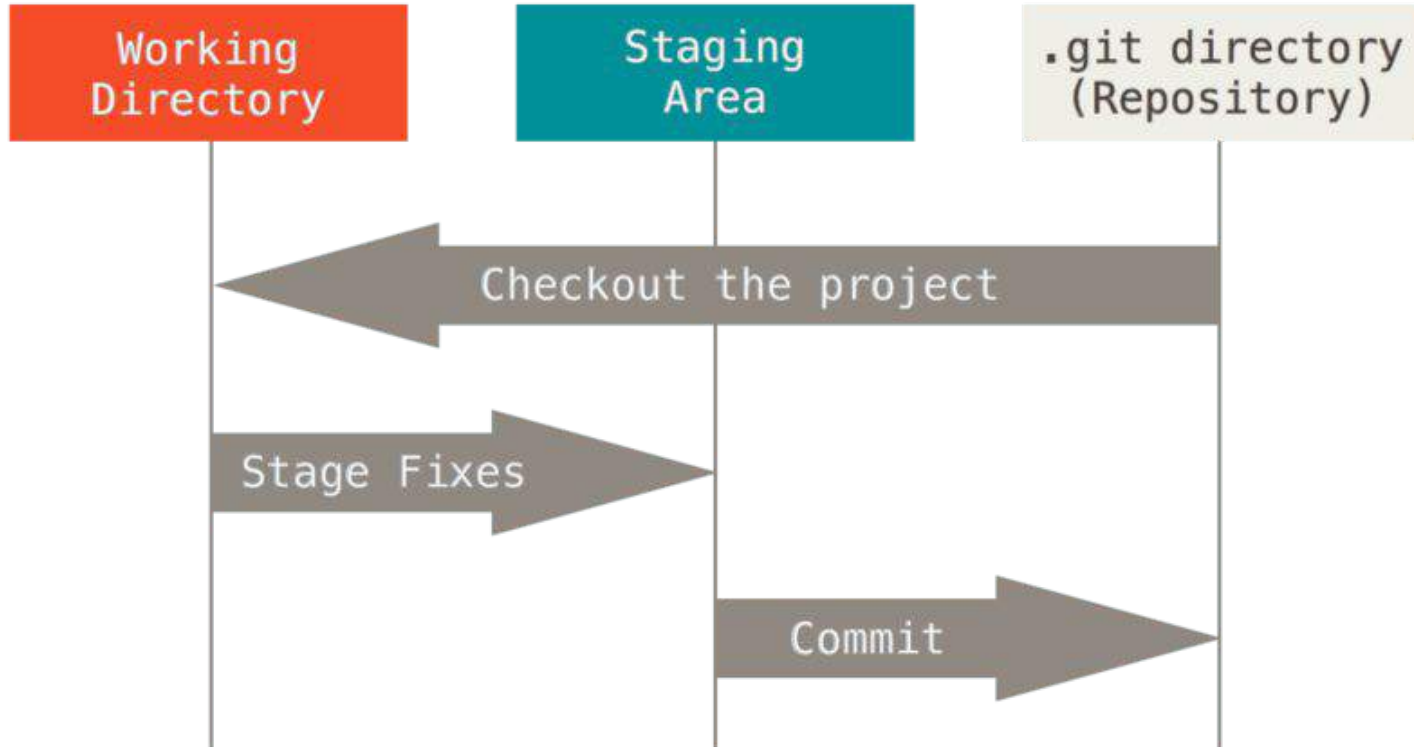 Working
Directory
Staging
Area
.git directory
(Repository)
Checkout the project
Stage Fixes
Commit